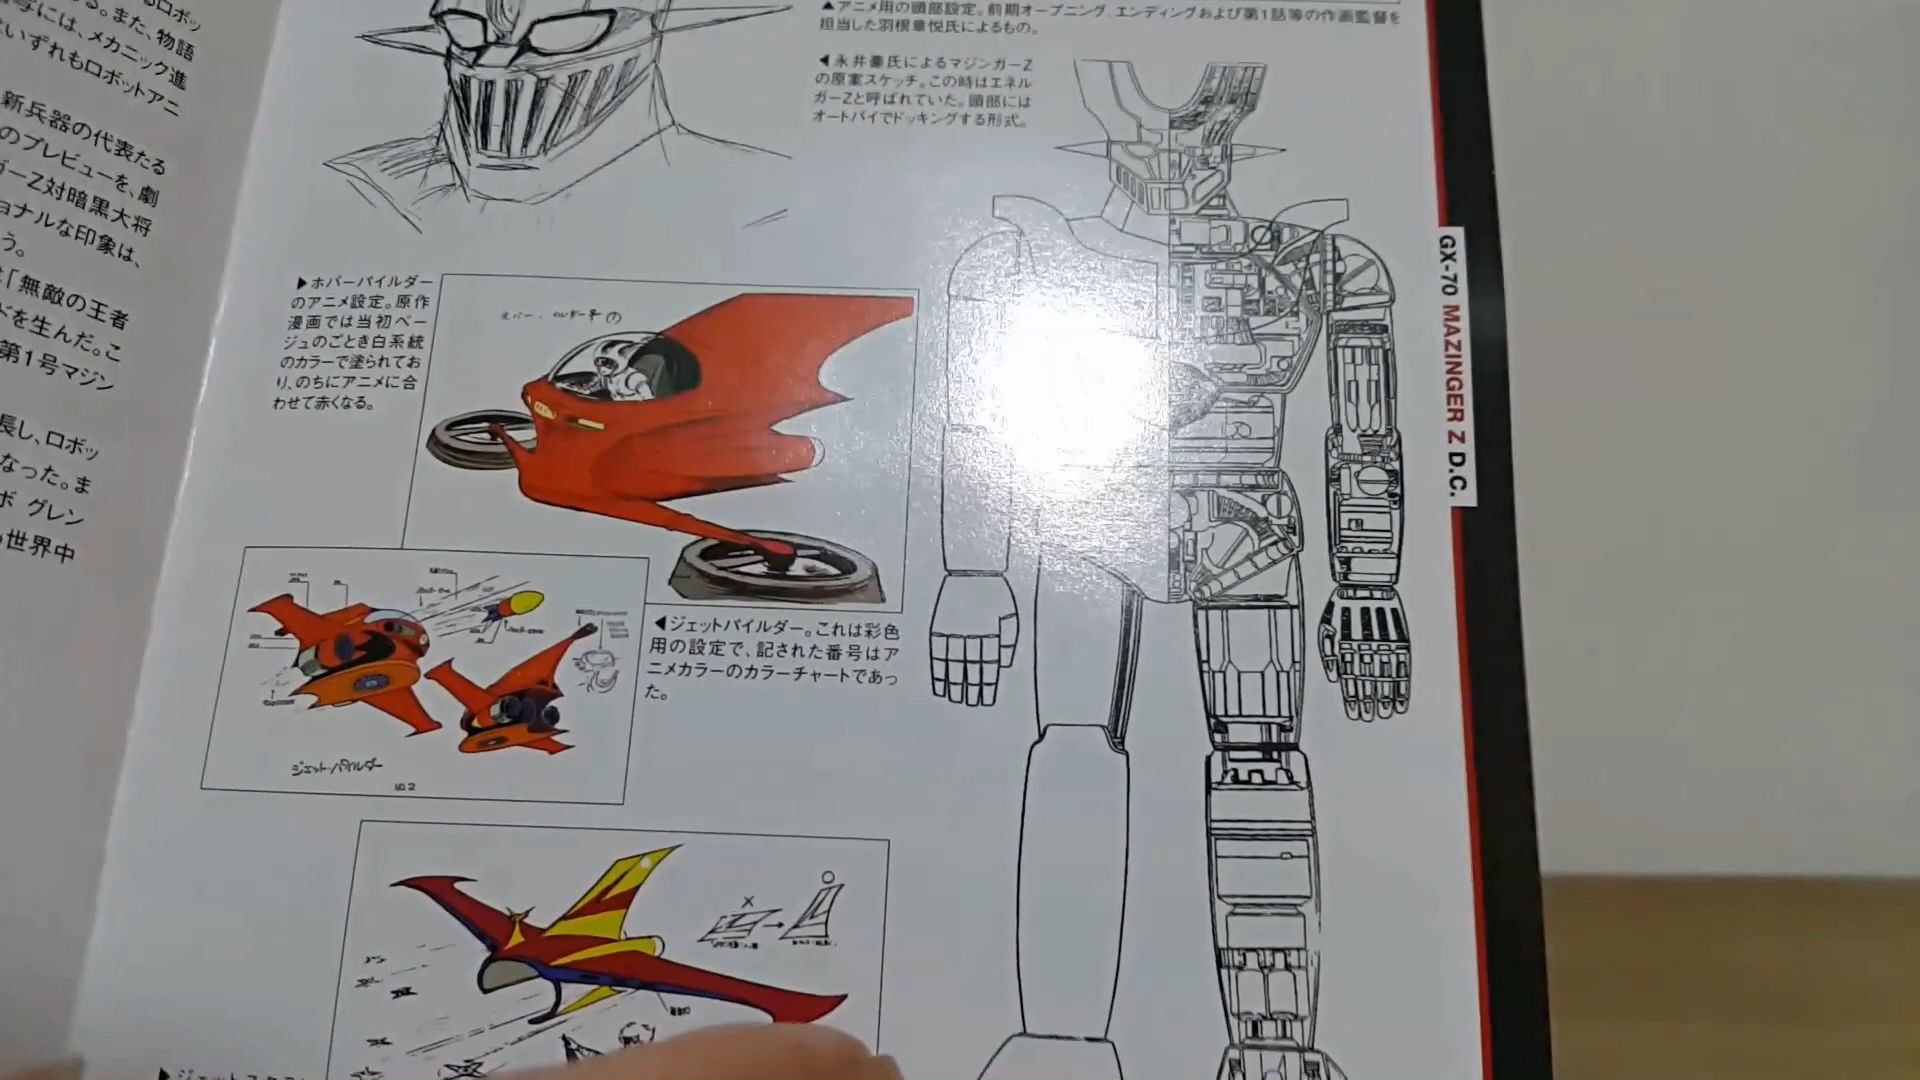 るロボッ
る。また、物語
には、メカニック進
いずれもロボットアニ
新兵器の代表たる
のプレビューを、劇
ガーZ対暗黒大将
ョナルな印象は、
う。
「無敵の王者
ドを生んだ。こ
第1号マジン
長し、ロボッ
なった。ま
ボ グレン
世界中
▲アニメ用の頭部設定。前期オープニング、エンディングおよび第1話等の作画監督を
担当した羽根章悦氏によるもの。
◀永井豪氏によるマジンガーZ
の原案スケッチ。この時はエネル
ガーZと呼ばれていた。頭部には
オートバイでドッキングする形式。
▶ホバーパイルダー
のアニメ設定。原作
漫画では当初ベー
ジュのごとき白系統
のカラーで塗られてお
り、のちにアニメに合
わせて赤くなる。
◀ジェットパイルダー。これは彩色
用の設定で、記された番号はア
ニメカラーのカラーチャートであっ
た。
ジェットパイルダー
NO.2
GX-70 MAZINGER Z D.C.